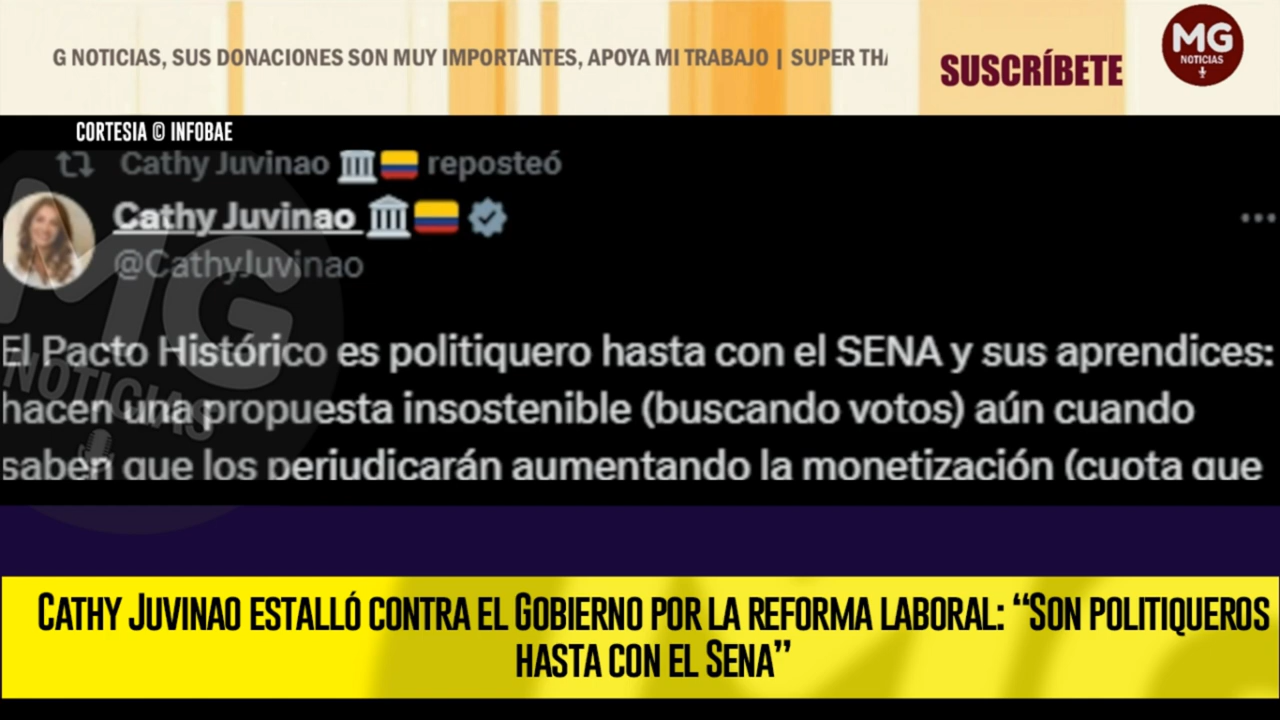 G NOTICIAS, SUS DONACIONES SON MUY IMPORTANTES, APOYA MI TRABAJO | SUPER
SUSCRÍBETE
MG
NOTICIAS
CORTESIA © INFOBAE
Cathy Juvinao reposteó
Cathy Juvinao
@CathyJuvinao
El Pacto Histórico es politiquero hasta con el SENA y sus aprendices:
hacen una propuesta insostenible (buscando votos) aún cuando
saben que los perjudicarán aumentando la monetización (cuota que
MG
NOTICIAS
CATHY JUVINAO ESTALLÓ CONTRA EL GOBIERNO POR LA REFORMA LABORAL: “SON POLITIQUEROS
HASTA CON EL SENA”